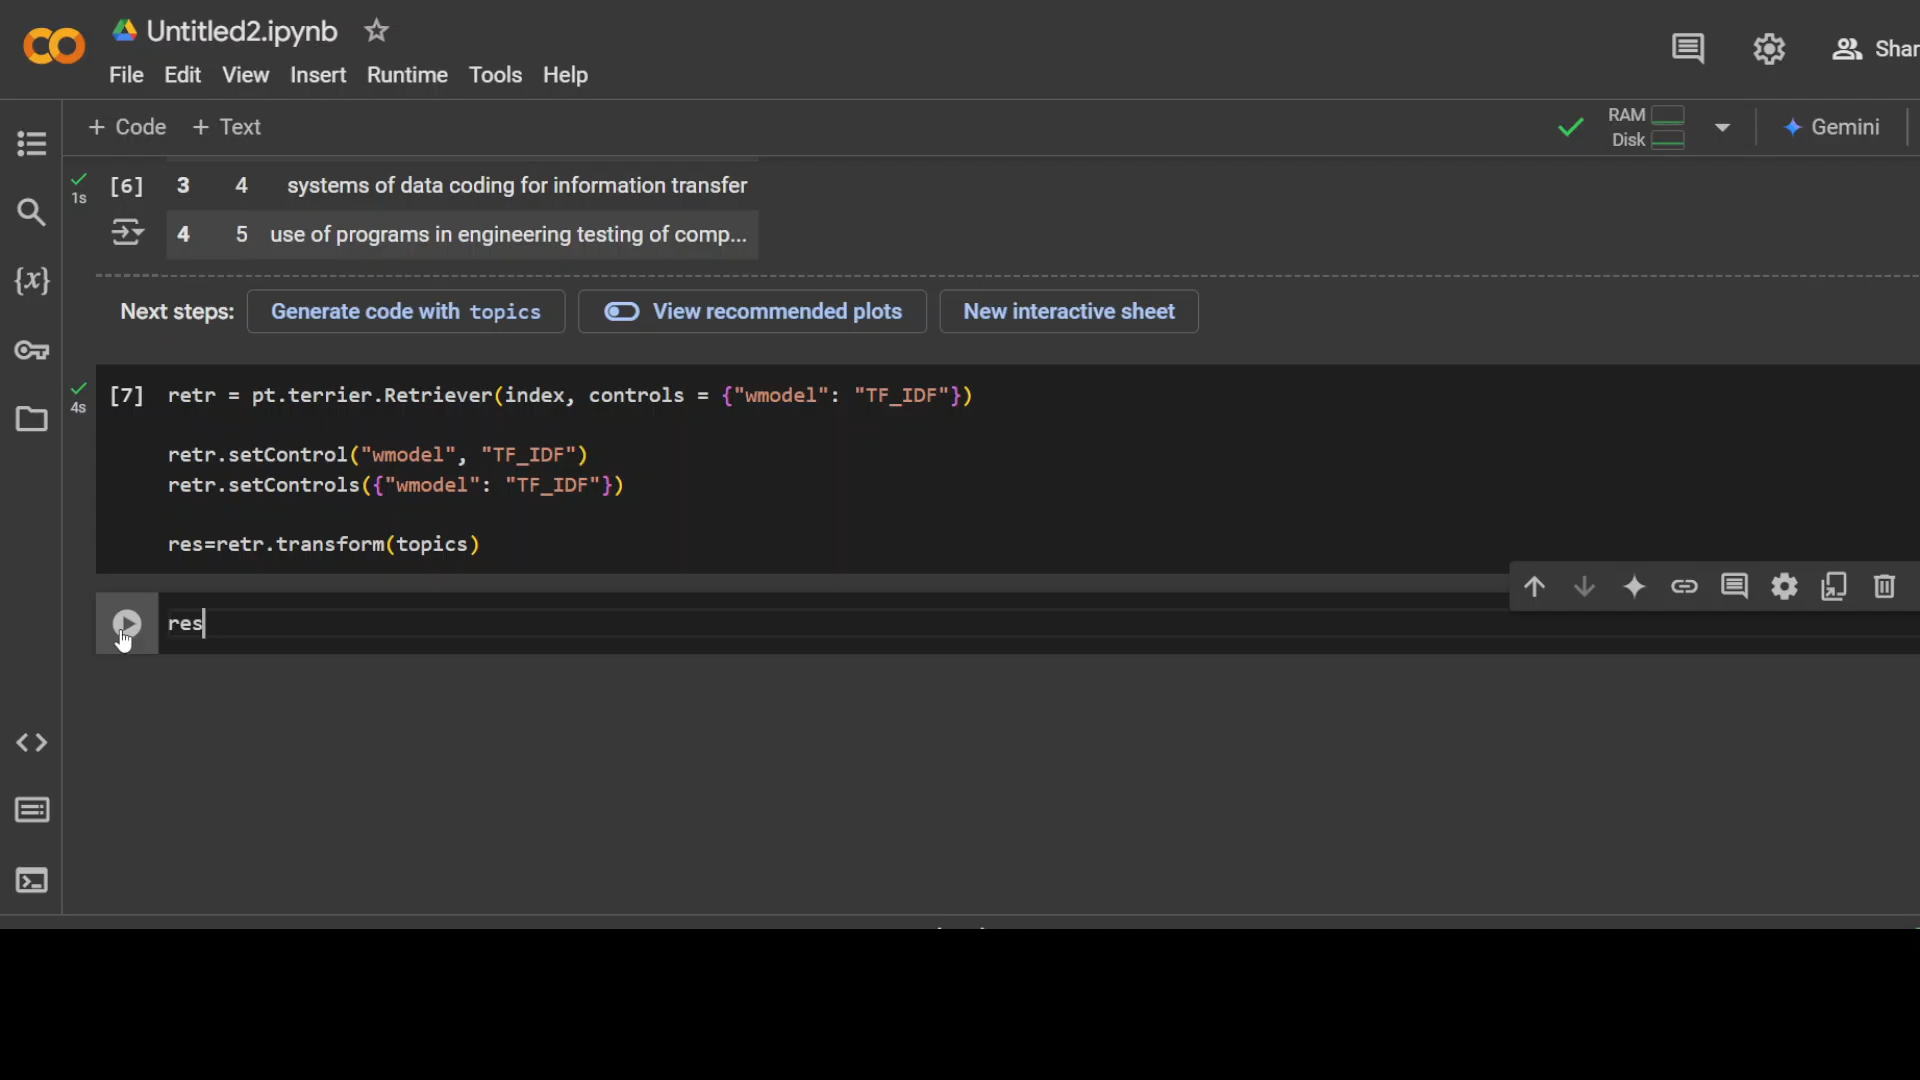 Untitled2.ipynb
File Edit View Insert Runtime Tools Help
Shar
+ Code + Text
RAM
Disk
Gemini
1s
[6] 3 4 systems of data coding for information transfer
4 5 use of programs in engineering testing of comp...
Next steps: Generate code with topics View recommended plots New interactive sheet
4s
[7] retr = pt.terrier.Retriever(index, controls = {"wmodel": "TF_IDF"})
retr.setControl("wmodel", "TF_IDF")
retr.setControls({"wmodel": "TF_IDF"})
res=retr.transform(topics)
res